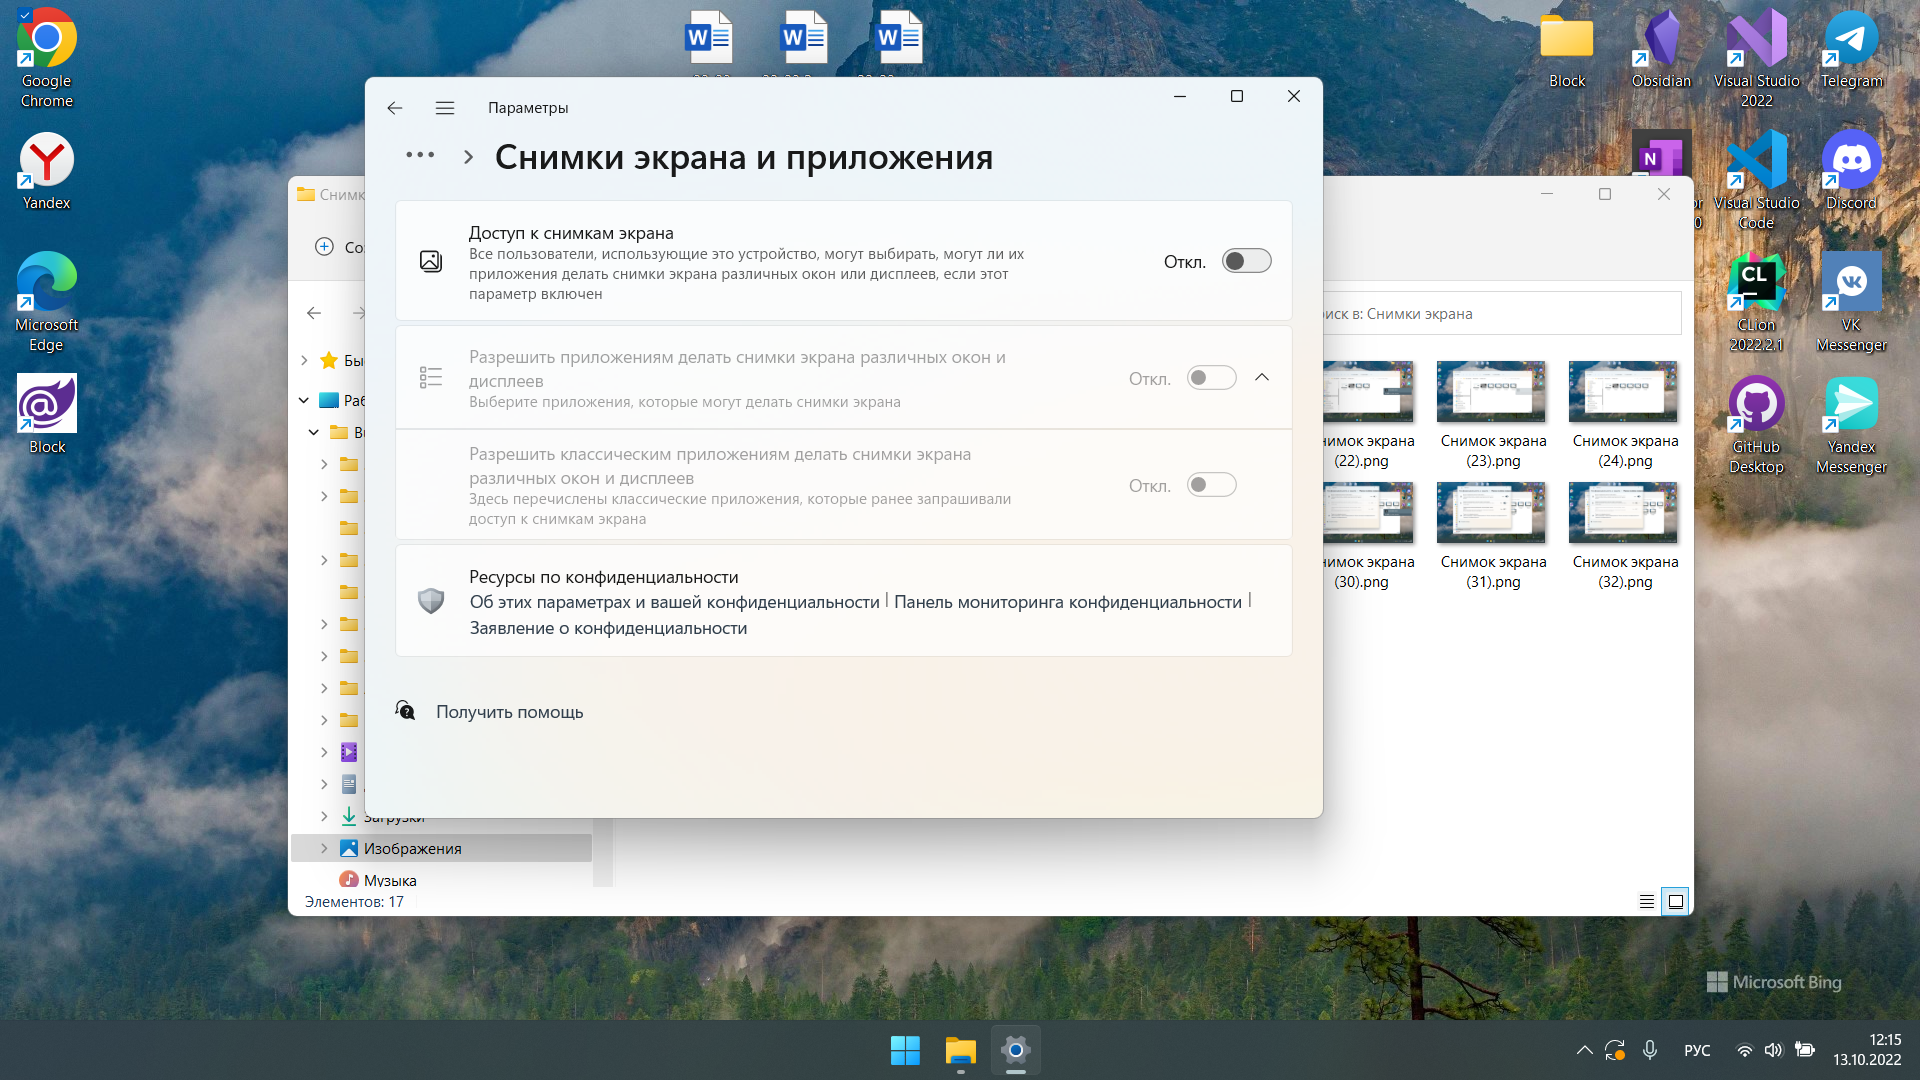 Google
Chrome
Yandex
Microsoft
Edge
Block
Block
Obsidian
Visual Studio
2022
Telegram
Visual Studio
Code
Discord
CLion
2022.2.1
VK
Messenger
GitHub
Desktop
Yandex
Messenger
Параметры
Снимки экрана и приложения
Доступ к снимкам экрана
Все пользователи, использующие это устройство, могут выбирать, могут ли их
приложения делать снимки экрана различных окон или дисплеев, если этот
параметр включен
Откл.
Разрешить приложениям делать снимки экрана различных окон и
дисплеев
Выберите приложения, которые могут делать снимки экрана
Откл.
Разрешить классическим приложениям делать снимки экрана
различных окон и дисплеев
Здесь перечислены классические приложения, которые ранее запрашивали
доступ к снимкам экрана
Откл.
Ресурсы по конфиденциальности
Об этих параметрах и вашей конфиденциальности | Панель мониторинга конфиденциальности |
Заявление о конфиденциальности
Получить помощь
Снимк
Со
иск в: Снимки экрана
Бы
Раб
Загрузки
Изображения
Музыка
Элементов: 17
нимок экрана
(22).png
Снимок экрана
(23).png
Снимок экрана
(24).png
нимок экрана
(30).png
Снимок экрана
(31).png
Снимок экрана
(32).png
Microsoft Bing
РУС
12:15
13.10.2022